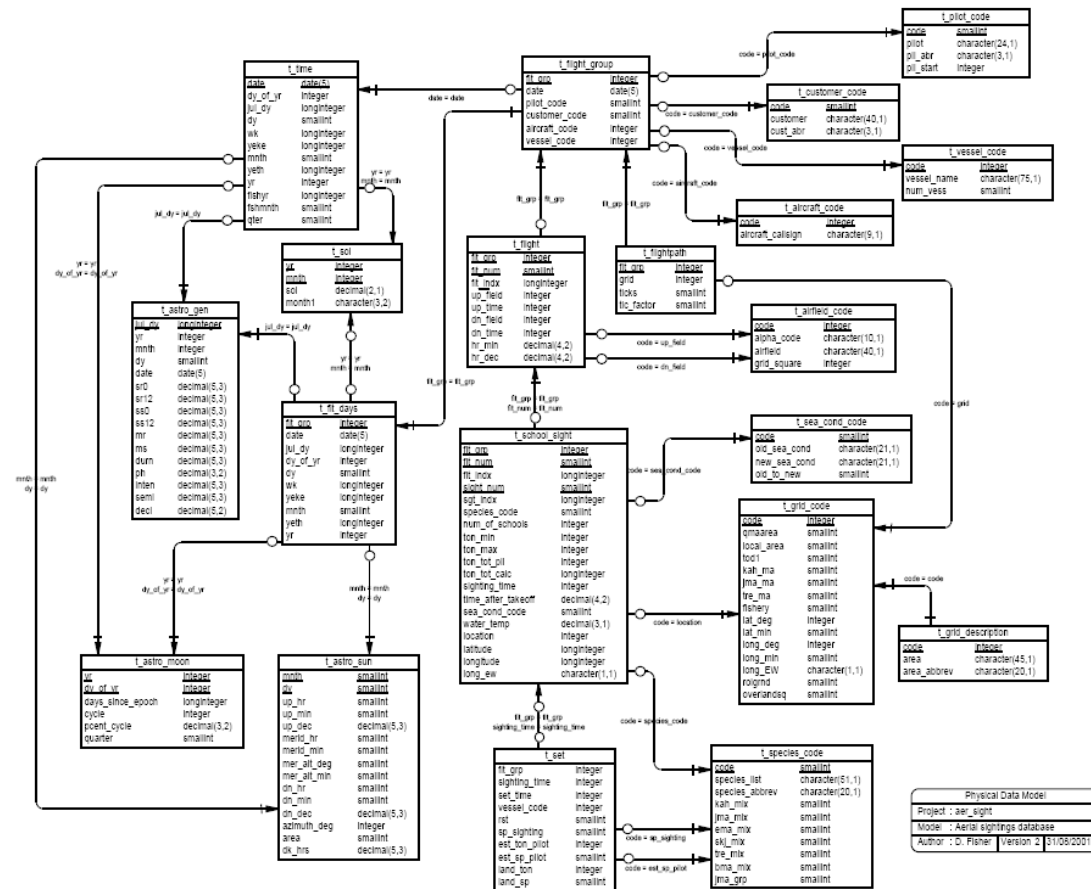 t_pilot_code
code smallint
pilot character(24,1)
pil_abr character(3,1)
pil_start integer
t_time
date date(5)
dy_of_yr integer
jul_dy longinteger
dy smallint
wk longinteger
yeke longinteger
mnth smallint
yeth longinteger
yr integer
fishyr longinteger
fshmnth smallint
qter smallint
t_flight_group
flt_grp integer
date date(5)
pilot_code smallint
customer_code smallint
aircraft_code integer
vessel_code integer
t_customer_code
code smallint
customer character(40,1)
cust_abr character(3,1)
t_vessel_code
code integer
vessel_name character(75,1)
num_vess smallint
t_aircraft_code
code integer
aircraft_callsign character(9,1)
code = pilot_code
date = date
code = customer_code
code = vessel_code
code = aircraft_code
yr = yr
mnth = mnth
flt_grp = flt_grp
flt_grp = flt_grp
jul_dy = jul_dy
yr = yr
dy_of_yr = dy_of_yr
t_soi
yr integer
mnth integer
soi decimal(2,1)
month1 character(3,2)
t_flight
flt_grp integer
flt_num smallint
flt_indx longinteger
up_field integer
up_time integer
dn_field integer
dn_time integer
hr_min decimal(4,2)
hr_dec decimal(4,2)
t_flightpath
flt_grp integer
grid integer
ticks smallint
tic_factor smallint
t_astro_gen
jul_dy longinteger
yr integer
mnth integer
dy smallint
date date(5)
sr0 decimal(5,3)
sr12 decimal(5,3)
ss0 decimal(5,3)
ss12 decimal(5,3)
mr decimal(5,3)
ms decimal(5,3)
durn decimal(5,3)
ph decimal(3,2)
inten decimal(5,3)
semi decimal(5,3)
decl decimal(5,2)
t_airfield_code
code integer
alpha_code character(10,1)
airfield character(40,1)
grid_square integer
jul_dy = jul_dy
yr = yr
mnth = mnth
flt_grp = flt_grp
code = up_field
code = dn_field
flt_grp = flt_grp
flt_num = flt_num
code = grid
t_flt_days
flt_grp integer
date date(5)
jul_dy longinteger
dy_of_yr integer
dy smallint
wk longinteger
yeke longinteger
mnth smallint
yeth longinteger
yr integer
t_school_sight
flt_grp integer
flt_num smallint
flt_indx longinteger
sight_num smallint
sgt_indx longinteger
species_code smallint
num_of_schools integer
ton_min integer
ton_max integer
ton_tot_pil integer
ton_tot_calc longinteger
sighting_time integer
time_after_takeoff decimal(4,2)
sea_cond_code smallint
water_temp decimal(3,1)
location integer
latitude longinteger
longitude longinteger
long_ew character(1,1)
t_sea_cond_code
code smallint
old_sea_cond character(21,1)
new_sea_cond character(21,1)
old_to_new smallint
code = sea_cond_code
mnth = mnth
dy = dy
t_grid_code
code integer
qmaarea smallint
local_area smallint
tod1 smallint
kah_ma smallint
jma_ma smallint
tre_ma smallint
fishery smallint
lat_deg integer
lat_min smallint
long_deg integer
long_min smallint
long_EW character(1,1)
rolgrnd smallint
overlandsq smallint
code = code
code = location
t_grid_description
code integer
area character(45,1)
area_abbrev character(20,1)
yr = yr
dy_of_yr = dy_of_yr
mnth = mnth
dy = dy
t_astro_moon
yr integer
dy_of_yr integer
days_since_epoch longinteger
cycle integer
pcent_cycle decimal(3,2)
quarter smallint
t_astro_sun
mnth smallint
dy smallint
up_hr smallint
up_min smallint
up_dec decimal(5,3)
merid_hr smallint
merid_min smallint
mer_alt_deg smallint
mer_alt_min smallint
dn_hr smallint
dn_min smallint
dn_dec decimal(5,3)
azimuth_deg integer
area smallint
dk_hrs decimal(5,3)
flt_grp = flt_grp
sighting_time = sighting_time
code = species_code
t_set
flt_grp integer
sighting_time integer
set_time integer
vessel_code integer
rst smallint
sp_sighting smallint
est_ton_pilot integer
est_sp_pilot smallint
land_ton integer
land_sp smallint
code = sp_sighting
code = est_sp_pilot
t_species_code
code smallint
species_list character(51,1)
species_abbrev character(20,1)
kah_mix smallint
jma_mix smallint
ema_mix smallint
skj_mix smallint
tre_mix smallint
bma_mix smallint
jma_grp smallint
Physical Data Model
Project : aer_sight
Model : Aerial sightings database
Author : D. Fisher Version 2 31/08/2001